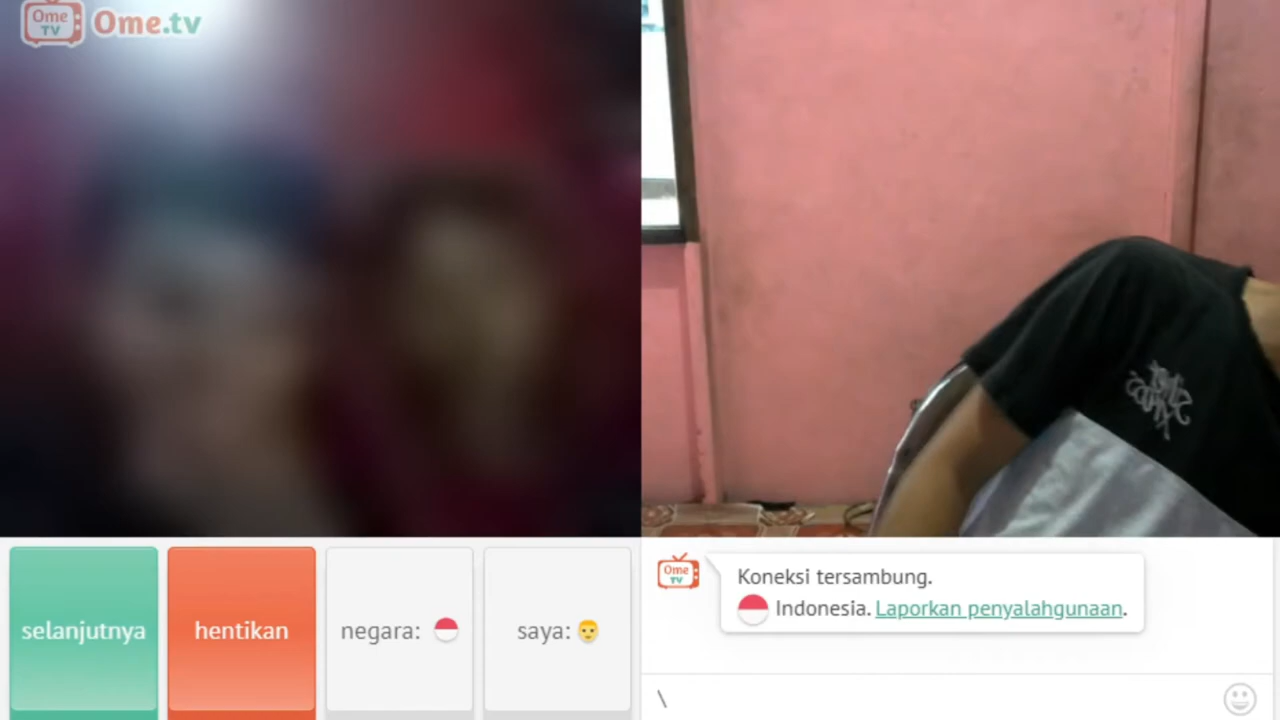 Ome TV Ome.tv
selanjutnya
hentikan
negara:
saya:
Ome TV
Koneksi tersambung.
Indonesia. Laporkan penyalahgunaan.
\